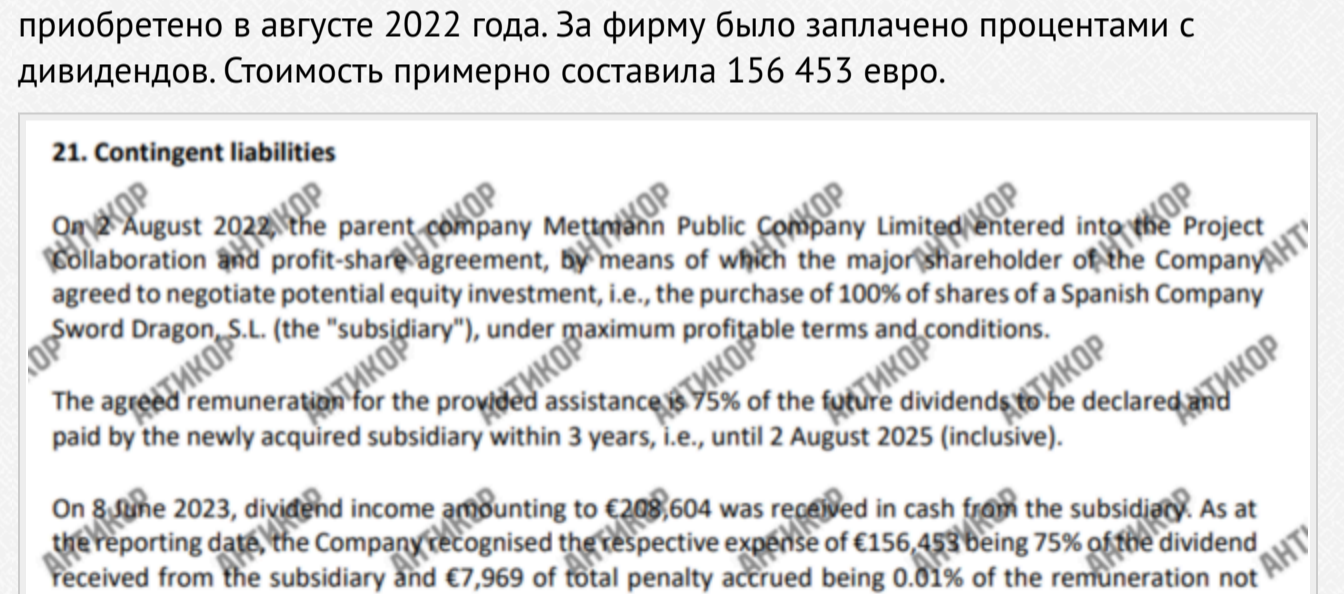 приобретено в августе 2022 года. За фирму было заплачено процентами с
дивидендов. Стоимость примерно составила 156 453 евро.
21. Contingent liabilities
On 2 August 2022, the parent company Mettmann Public Company Limited entered into the Project
Collaboration and profit-share agreement, by means of which the major shareholder of the Company
agreed to negotiate potential equity investment, i.e., the purchase of 100% of shares of a Spanish Company
Sword Dragon, S.L. (the "subsidiary"), under maximum profitable terms and conditions.
The agreed remuneration for the provided assistance is 75% of the future dividends to be declared and
paid by the newly acquired subsidiary within 3 years, i.e., until 2 August 2025 (inclusive).
On 8 June 2023, dividend income amounting to €208,604 was received in cash from the subsidiary. As at
the reporting date, the Company recognised the respective expense of €156,453 being 75% of the dividend
received from the subsidiary and €7,969 of total penalty accrued being 0.01% of the remuneration not
АНТИКОР